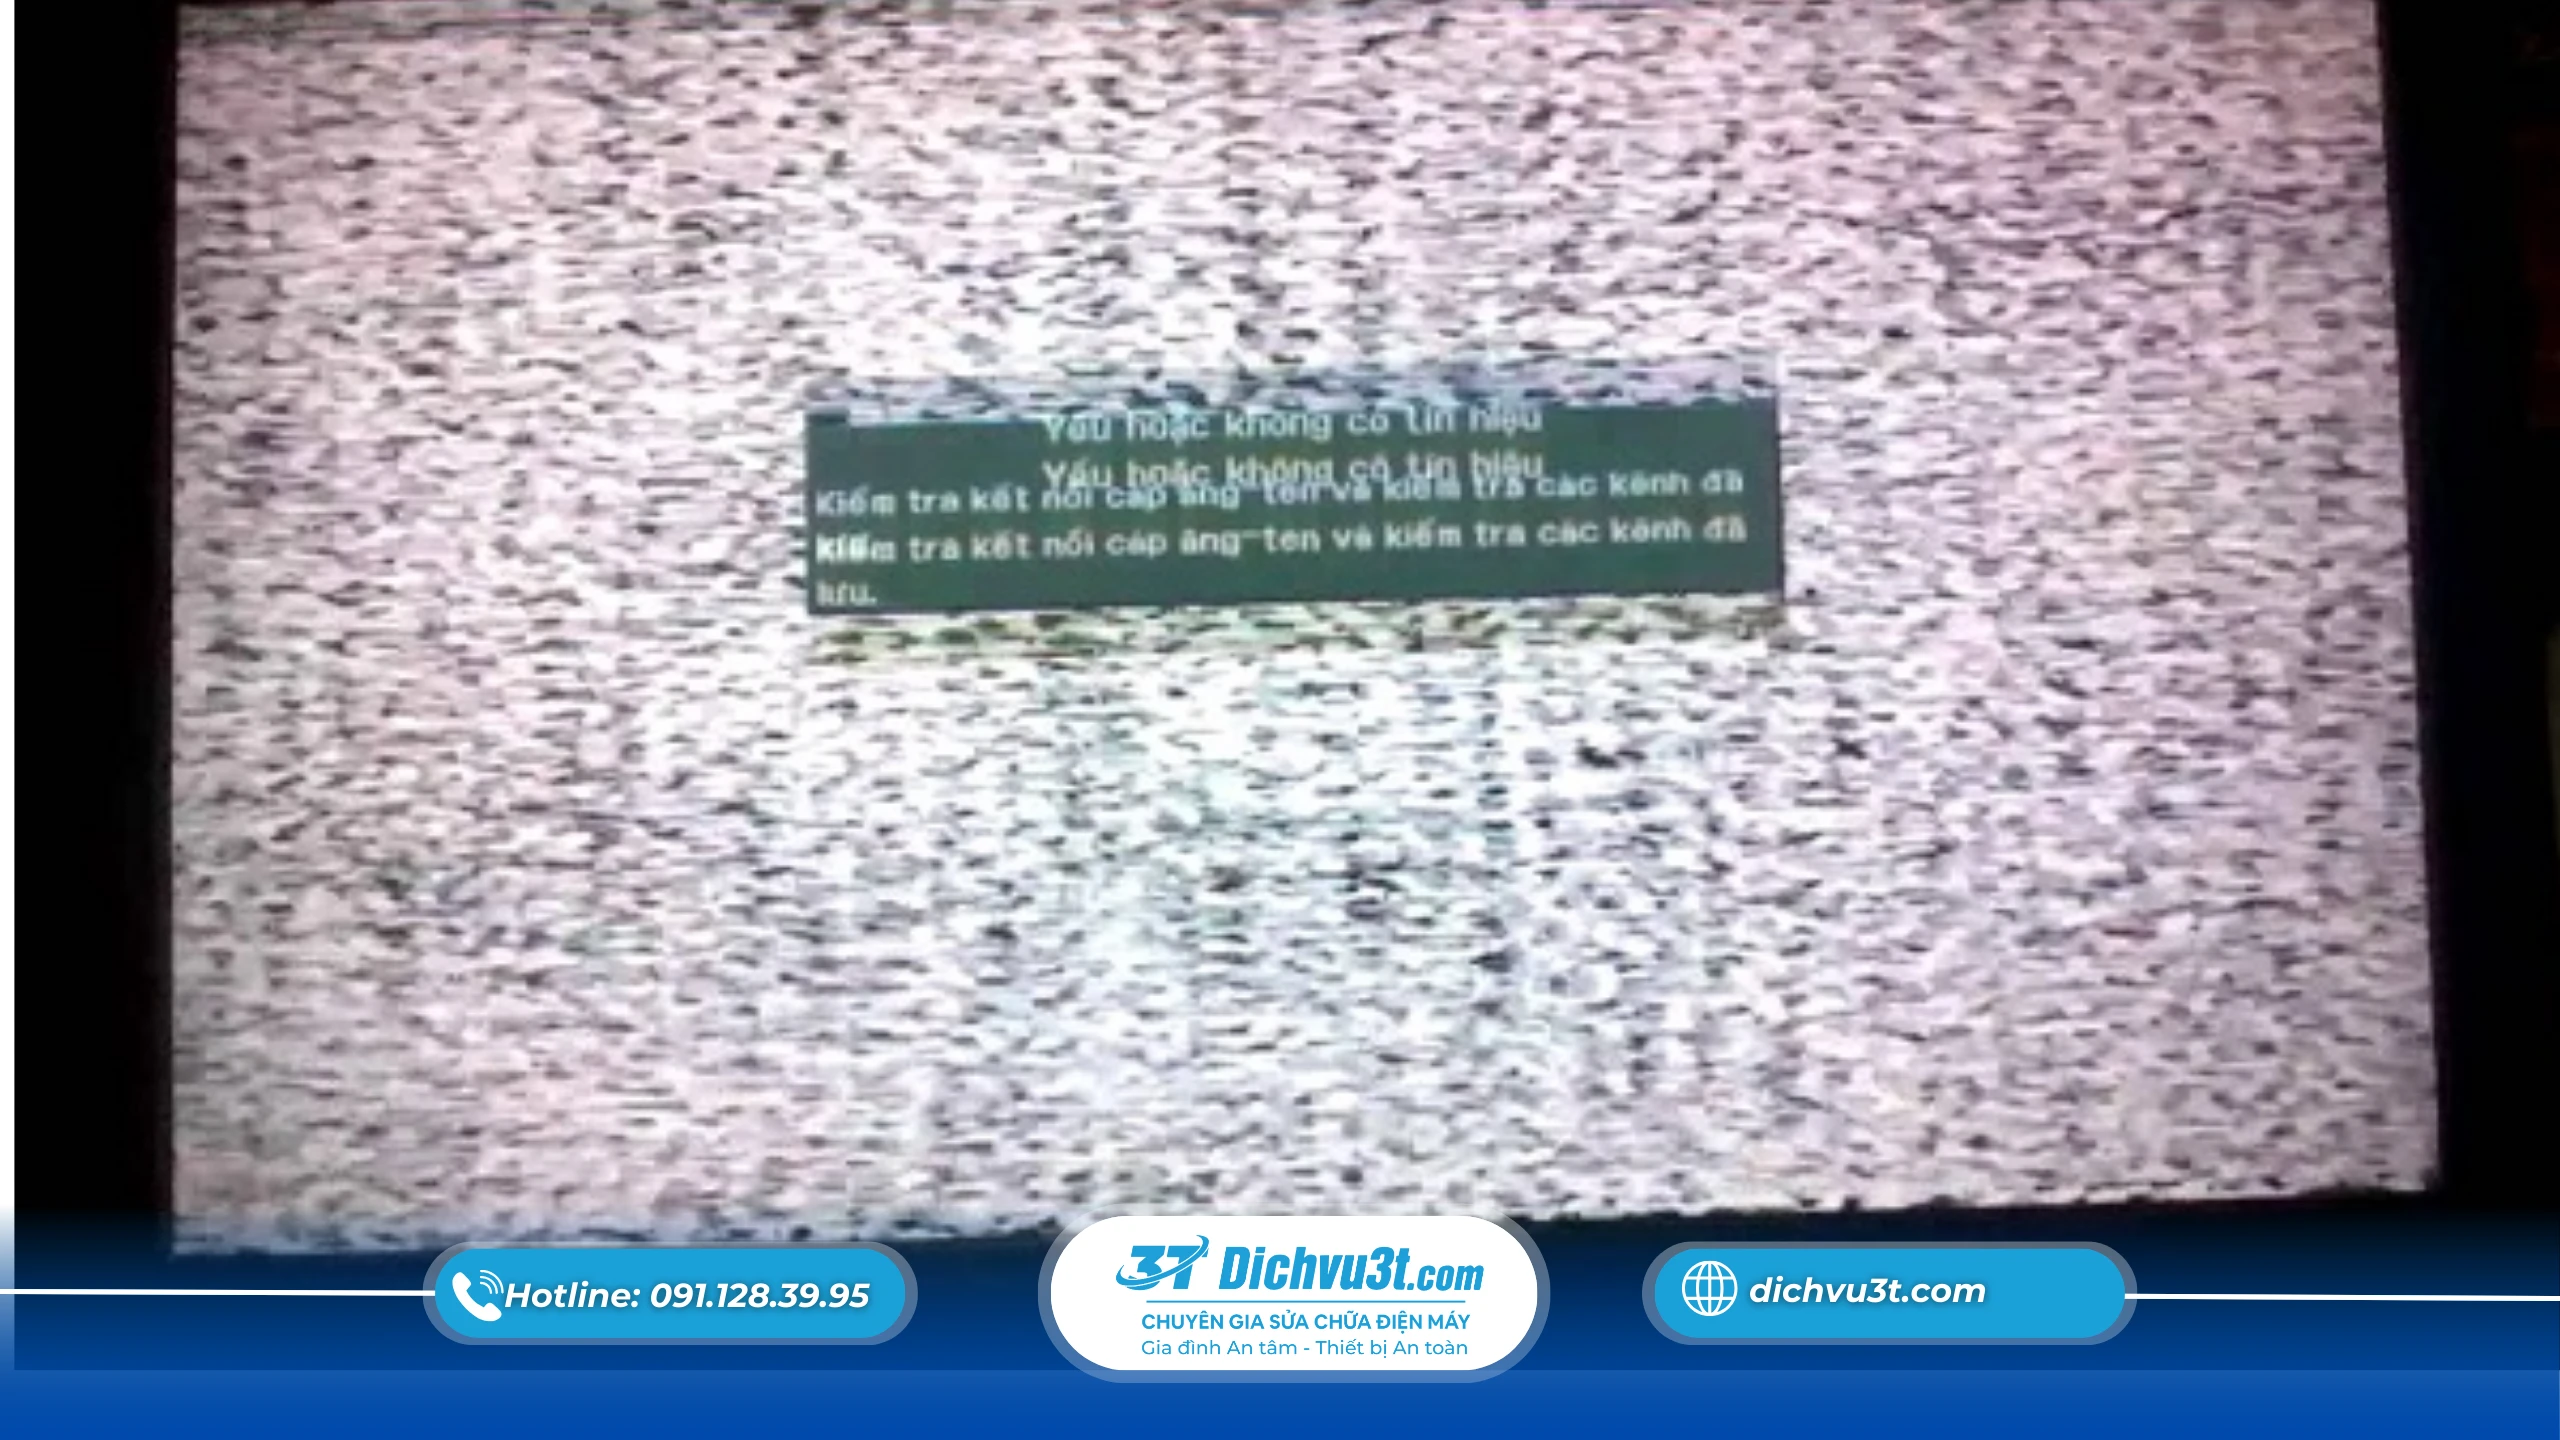 Yếu hoặc không có tín hiệu
Yếu hoặc không có tín hiệu
Kiểm tra kết nối cáp ăng-ten và kiểm tra các kênh đã
kiểm tra kết nối cáp ăng-ten và kiểm tra các kênh đã
lưu.
Hotline: 091.128.39.95
3T Dichvu3t.com
CHUYÊN GIA SỬA CHỮA ĐIỆN MÁY
Gia đình An tâm - Thiết bị An toàn
dichvu3t.com